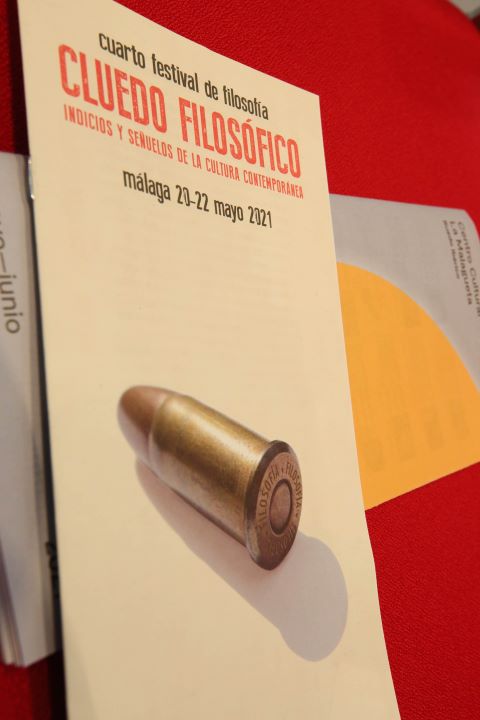 cuarto festival de filosofía
CLUEDO FILOSÓFICO
INDICIOS Y SEÑUELOS DE LA CULTURA CONTEMPORÁNEA
málaga 20-22 mayo 2021
FILOSOFÍA • FILOSOFÍA •
Centro Cultural
La Malagueta
-junio